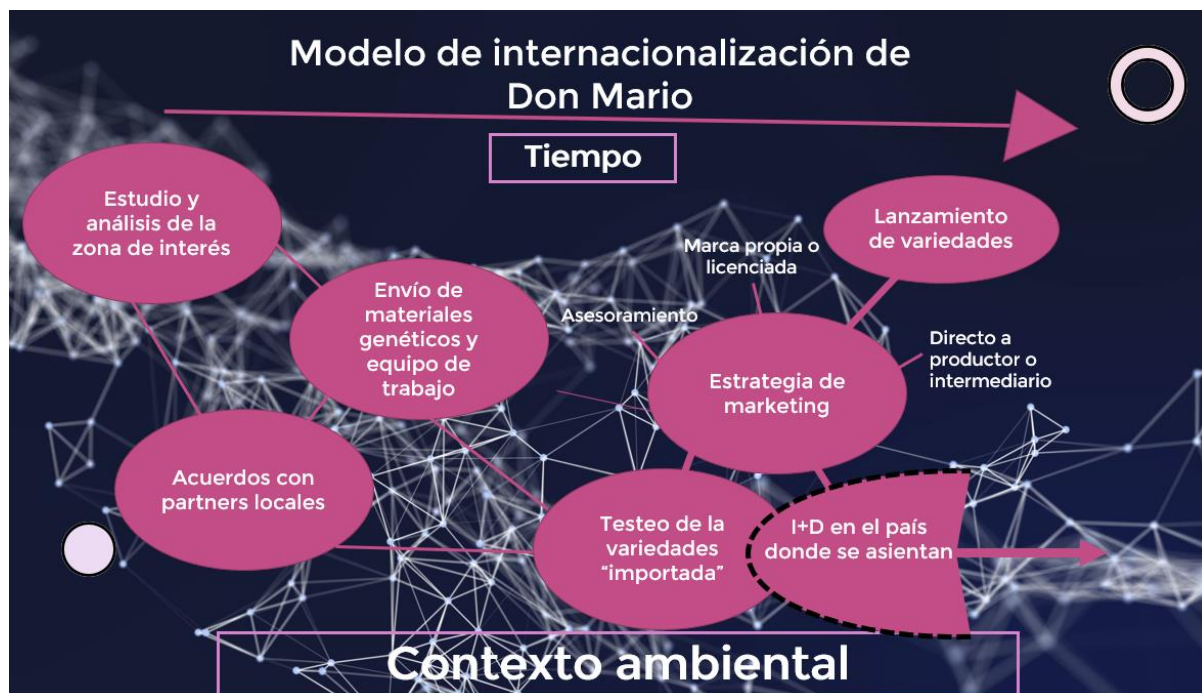 Modelo de internacionalización de
Don Mario
Tiempo
Estudio y
análisis de la
zona de interés
Envío de
materiales
genéticos y
equipo de
trabajo
Acuerdos con
partners locales
Asesoramiento
Marca propia o
licenciada
Lanzamiento
de variedades
Estrategia de
marketing
Directo a
productor o
intermediario
Testeo de la
variedades
“importada”
I+D en el país
donde se asientan
Contexto ambiental